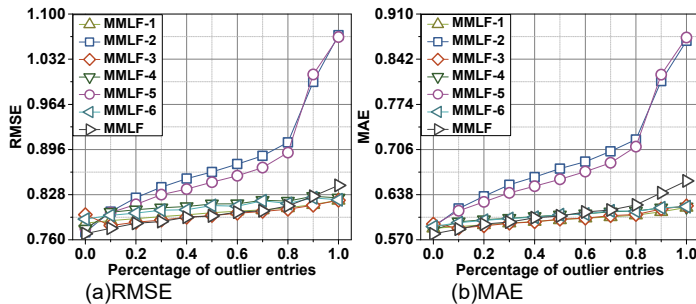 MMLF-1
MMLF-2
MMLF-3
MMLF-4
MMLF-5
MMLF-6
MMLF
1.100
1.032
0.964
0.896
0.828
0.760
RMSE
0.0 0.2 0.4 0.6 0.8 1.0
Percentage of outlier entries
(a)RMSE
MMLF-1
MMLF-2
MMLF-3
MMLF-4
MMLF-5
MMLF-6
MMLF
0.910
0.842
0.774
0.706
0.638
0.570
MAE
0.0 0.2 0.4 0.6 0.8 1.0
Percentage of outlier entries
(b)MAE